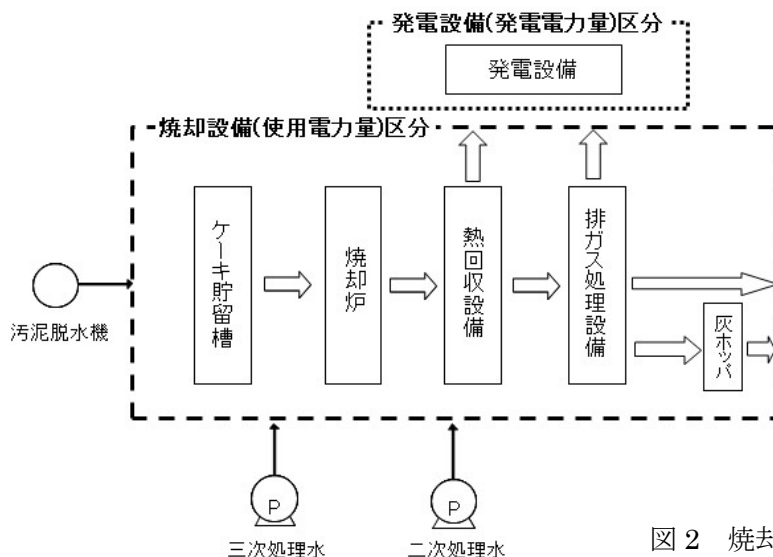 発電設備(発電電力量)区分
発電設備
焼却設備(使用電力量)区分
ケーキ貯留槽
焼却炉
熱回収設備
排ガス処理設備
灰ホッパ
汚泥脱水機
P
P
三次処理水
二次処理水
図 2 焼却